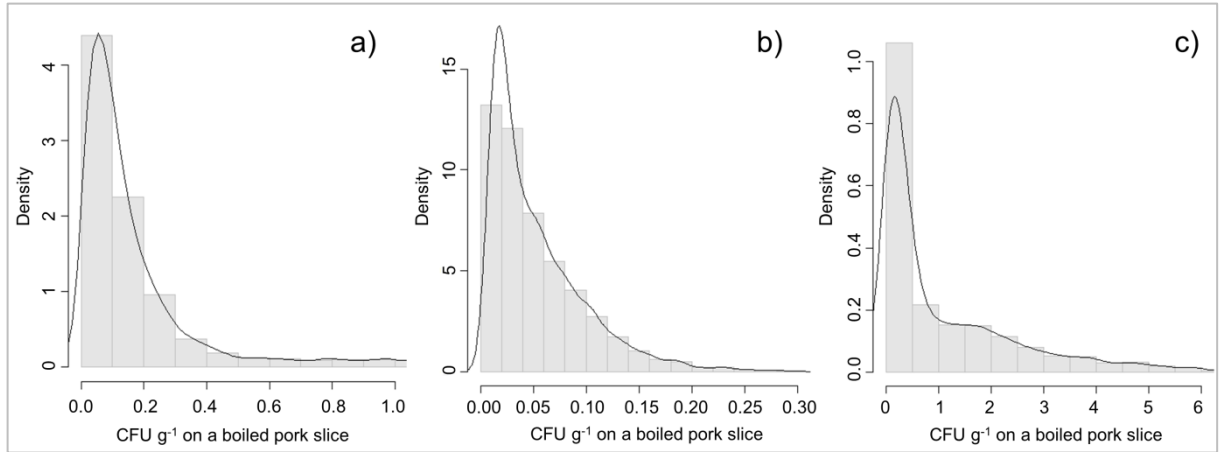 a)
Density
0 1 2 3 4
0.0 0.2 0.4 0.6 0.8 1.0
CFU g⁻¹ on a boiled pork slice
b)
Density
0 5 10 15
0.00 0.05 0.10 0.15 0.20 0.25 0.30
CFU g⁻¹ on a boiled pork slice
c)
Density
0.0 0.2 0.4 0.6 0.8 1.0
0 1 2 3 4 5 6
CFU g⁻¹ on a boiled pork slice